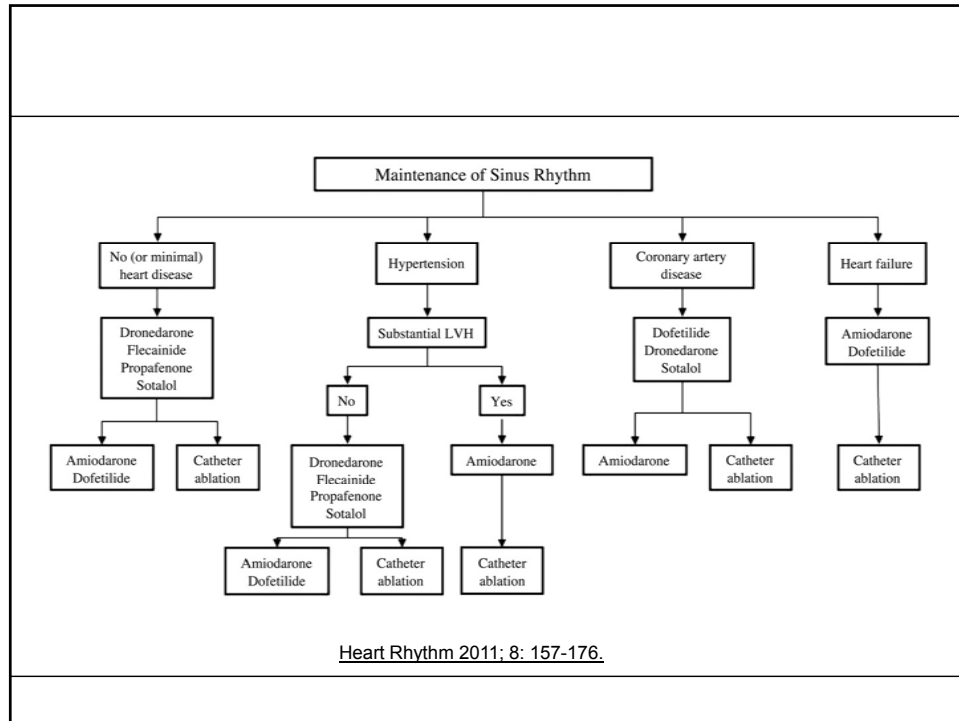 Maintenance of Sinus Rhythm
No (or minimal)
heart disease
Hypertension
Coronary artery
disease
Heart failure
Dronedarone
Flecainide
Propafenone
Sotalol
Substantial LVH
Dofetilide
Dronedarone
Sotalol
Amiodarone
Dofetilide
No
Yes
Amiodarone
Dofetilide
Catheter
ablation
Dronedarone
Flecainide
Propafenone
Sotalol
Amiodarone
Amiodarone
Catheter
ablation
Catheter
ablation
Amiodarone
Dofetilide
Catheter
ablation
Catheter
ablation
Heart Rhythm 2011; 8: 157-176.